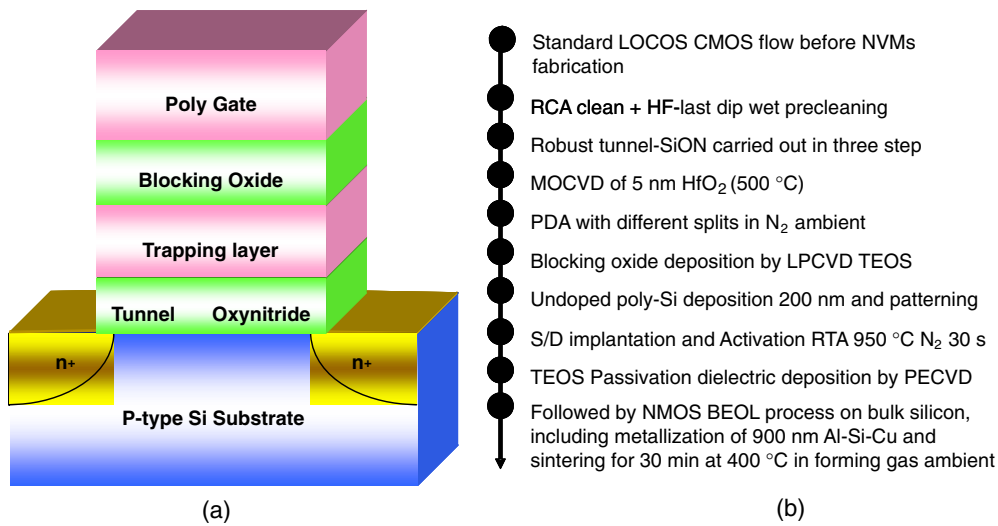 Poly Gate
Blocking Oxide
Trapping layer
Tunnel Oxynitride
n+ n+
P-type Si Substrate
(a)
Standard LOCOS CMOS flow before NVMs
fabrication
RCA clean + HF-last dip wet precleaning
Robust tunnel-SiON carried out in three step
MOCVD of 5 nm HfO₂ (500 °C)
PDA with different splits in N₂ ambient
Blocking oxide deposition by LPCVD TEOS
Undoped poly-Si deposition 200 nm and patterning
S/D implantation and Activation RTA 950 °C N₂ 30 s
TEOS Passivation dielectric deposition by PECVD
Followed by NMOS BEOL process on bulk silicon,
including metallization of 900 nm Al-Si-Cu and
sintering for 30 min at 400 °C in forming gas ambient
(b)